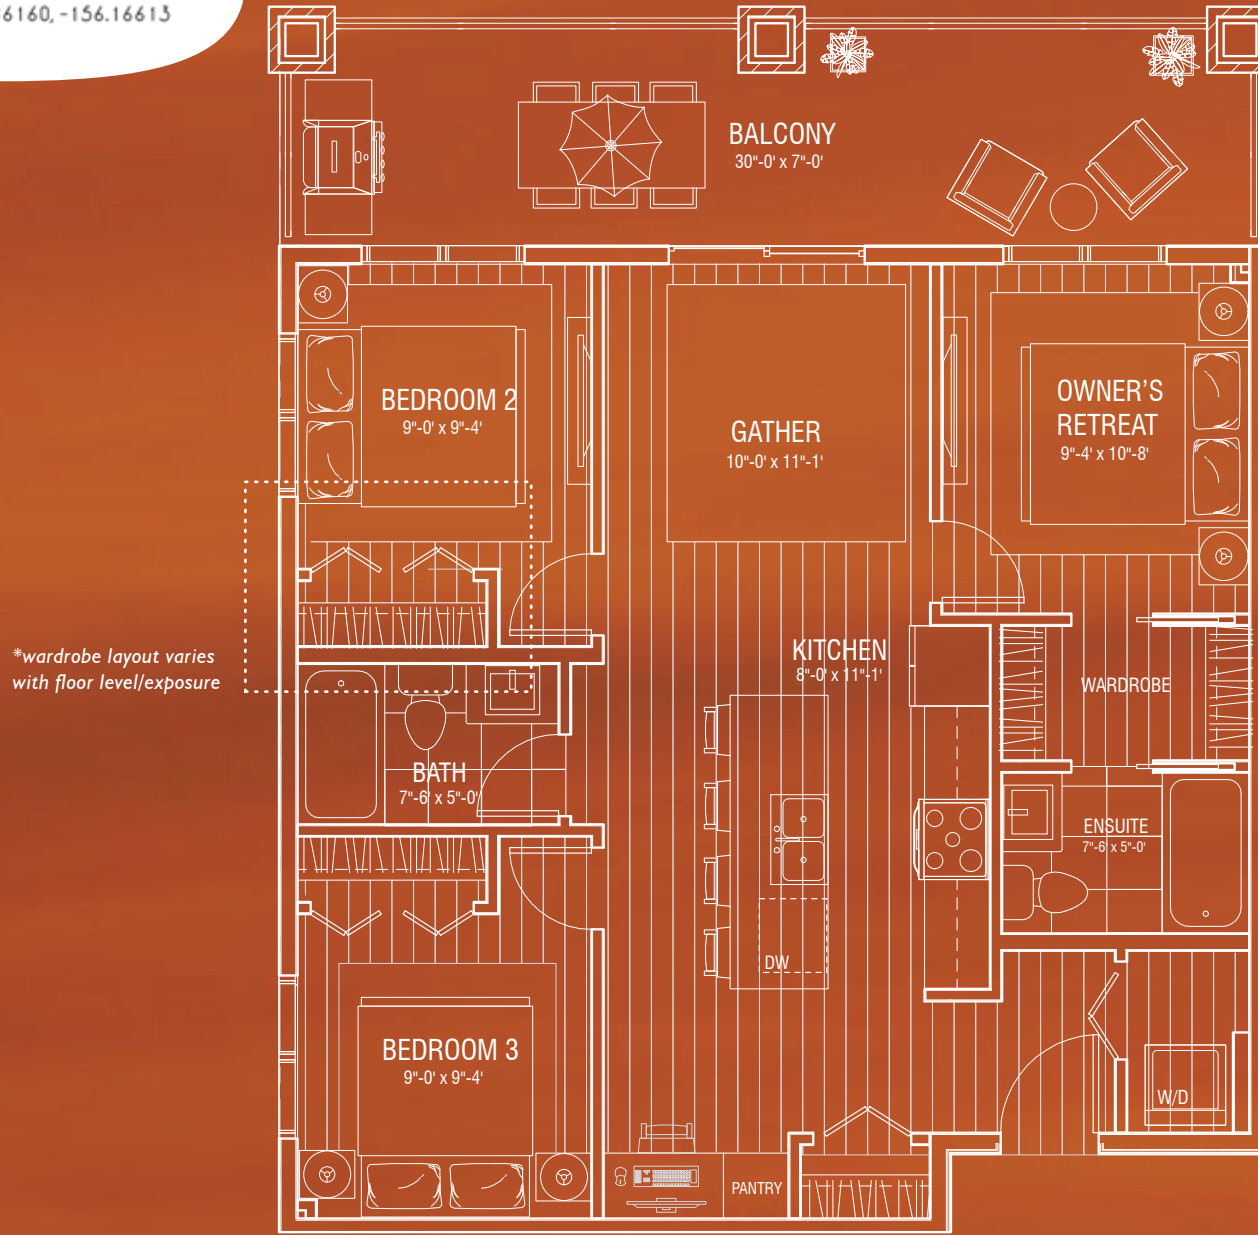 6160, -156.16613
BALCONY
30"-0' x 7"-0'
BEDROOM 2
9"-0' x 9"-4'
GATHER
10"-0' x 11"-1'
OWNER'S
RETREAT
9"-4' x 10"-8'
*wardrobe layout varies
with floor level/exposure
KITCHEN
8"-0' x 11"-1'
WARDROBE
BATH
7"-6' x 5"-0'
ENSUITE
7"-6' x 5"-0'
DW
BEDROOM 3
9"-0' x 9"-4'
W/D
PANTRY